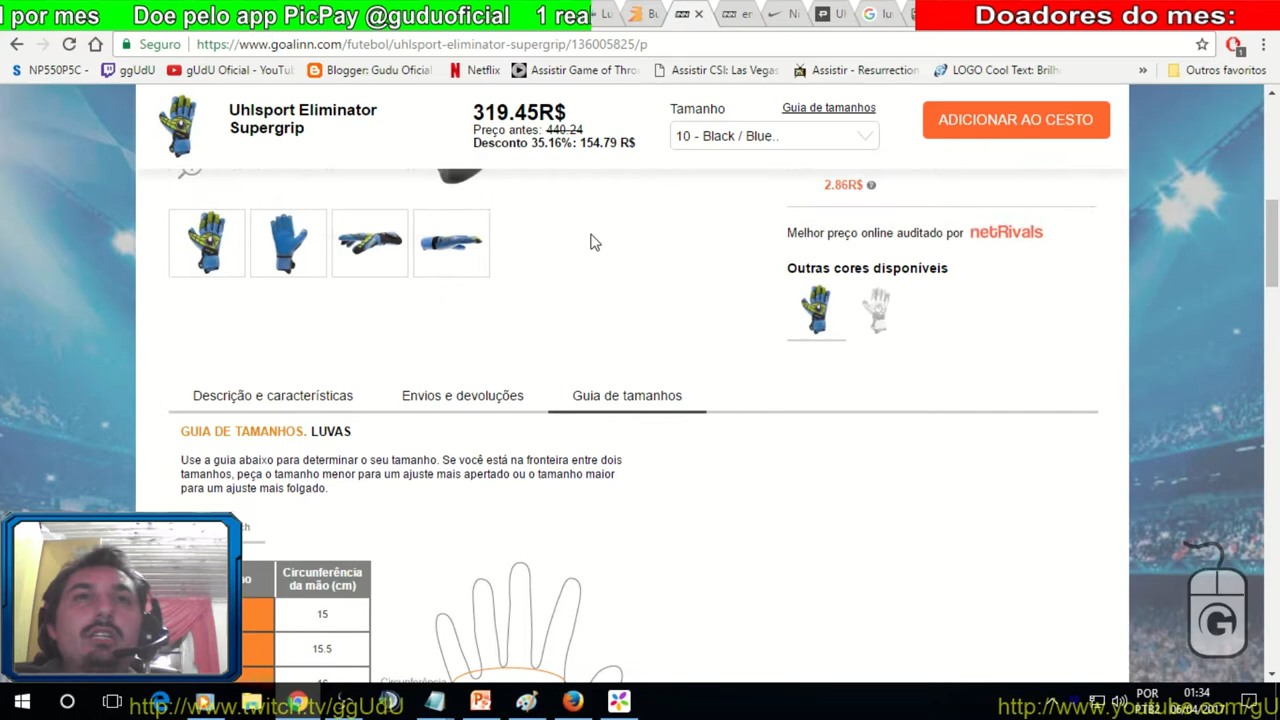 l por mes Doe pelo app PicPay @guduoficial 1 rea
Doadores do mes:
Seguro https://www.goalinn.com/futebol/uhlsport-eliminator-supergrip/136005825/p
NP550P5C - ggUdU gUdU Oficial - YouTu Blogger: Gudu Oficial Netflix Assistir Game of Thro Assistir CSI: Las Vegas Assistir - Resurrection LOGO Cool Text: Brilh » Outros favoritos
Uhlsport Eliminator
Supergrip
319.45R$
Preço antes: 440.24
Desconto 35.16%: 154.79 R$
Tamanho Guia de tamanhos
10 - Black / Blue..
ADICIONAR AO CESTO
2.86R$
Melhor preço online auditado por netRivals
Outras cores disponíveis
Descrição e características Envios e devoluções Guia de tamanhos
GUIA DE TAMANHOS. LUVAS
Use a guia abaixo para determinar o seu tamanho. Se você está na fronteira entre dois
tamanhos, peça o tamanho menor para um ajuste mais apertado ou o tamanho maior
para um ajuste mais folgado.
Circunferência
da mão (cm)
15
15.5
Circunferência
G
POR
PTB2
01:34
06/04/2017
http://www.twitch.tv/ggUdU